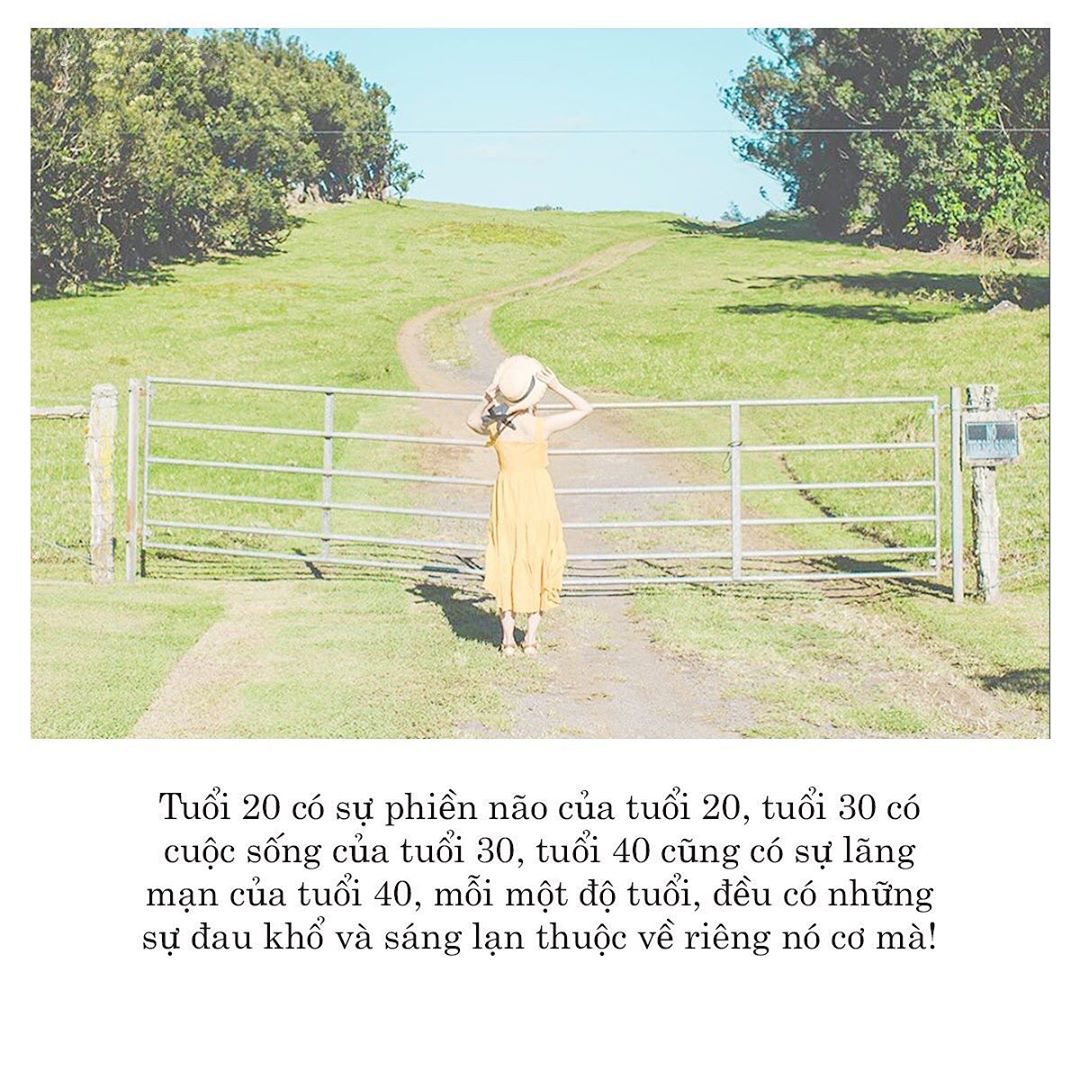 NO
TRESPASSING
Tuổi 20 có sự phiền não của tuổi 20, tuổi 30 có
cuộc sống của tuổi 30, tuổi 40 cũng có sự lãng
mạn của tuổi 40, mỗi một độ tuổi, đều có những
sự đau khổ và sáng lạn thuộc về riêng nó cơ mà!